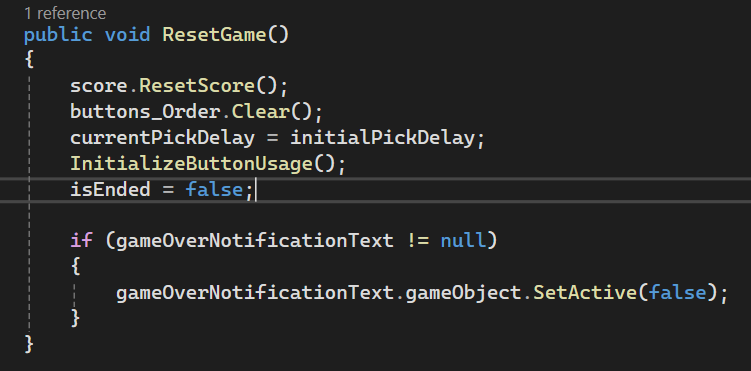 1 reference
public void ResetGame()
{
score.ResetScore();
buttons_Order.Clear();
currentPickDelay = initialPickDelay;
InitializeButtonUsage();
isEnded = false;
if (gameOverNotificationText != null)
{
gameOverNotificationText.gameObject.SetActive(false);
}
}